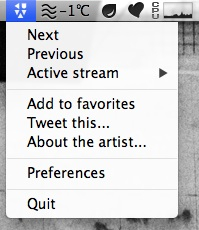 -1°C
CPU
Next
Previous
Active stream
Add to favorites
Tweet this...
About the artist...
Preferences
Quit